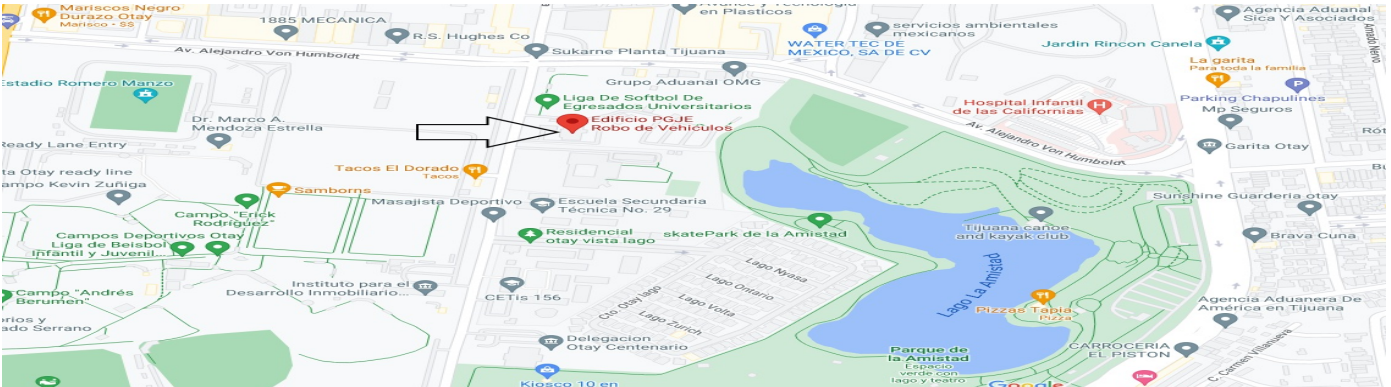 Mariscos Negro
Durazo Otay
Marisco - $$
1885 MECANICA
R.S. Hughes Co
en Plasticos
servicios ambientales
mexicanos
WATER TEC DE
MEXICO, SA DE CV
Agencia Aduanal
Sica Y Asociados
Jardin Rincon Canela
Amado Nervo
Av. Alejandro Von Humboldt
Sukarne Planta Tijuana
La garita
Para toda la familia
Estadio Romero Manzo
Grupo Aduanal OMG
Parking Chapulines
Liga De Softbol De
Egresados Universitarios
Hospital Infantil
de las Californias
Mp Seguros
Dr. Marco A.
Mendoza Estrella
Edificio PGJE
Robo de Vehículos
Av. Alejandro Von Humboldt
Ready Lane Entry
Garita Otay
Tacos El Dorado
Tacos
ta Otay ready line
ampo Kevin Zuñiga
Samborns
Masajista Deportivo
Escuela Secundaria
Técnica No. 29
Sunshine Guarderia otay
Campo "Erick
Rodríguez"
Campos Deportivos Otay
Liga de Beisbol
Infantil y Juvenil...
Residencial
otay vista lago
skatePark de la Amistad
Tijuana canoe
and kayak club
Brava Cuna
Lago Nyasa
Lago Ontario
Lago Volta
Lago Zurich
Cto. Otay lago
Lago La Amistad
Instituto para el
Desarrollo Inmobiliario...
CETis 156
Campo "Andrés
Berumen"
Pizzas Tapia
Pizza
Agencia Aduanera De
América en Tijuana
rios y
ado Serrano
Delegacion
Otay Centenario
Parque de
la Amistad
Espacio
verde con
lago y teatro
CARROCERIA
EL PISTON
C. Carmen Villanueva
Kiosco 10 en
Google